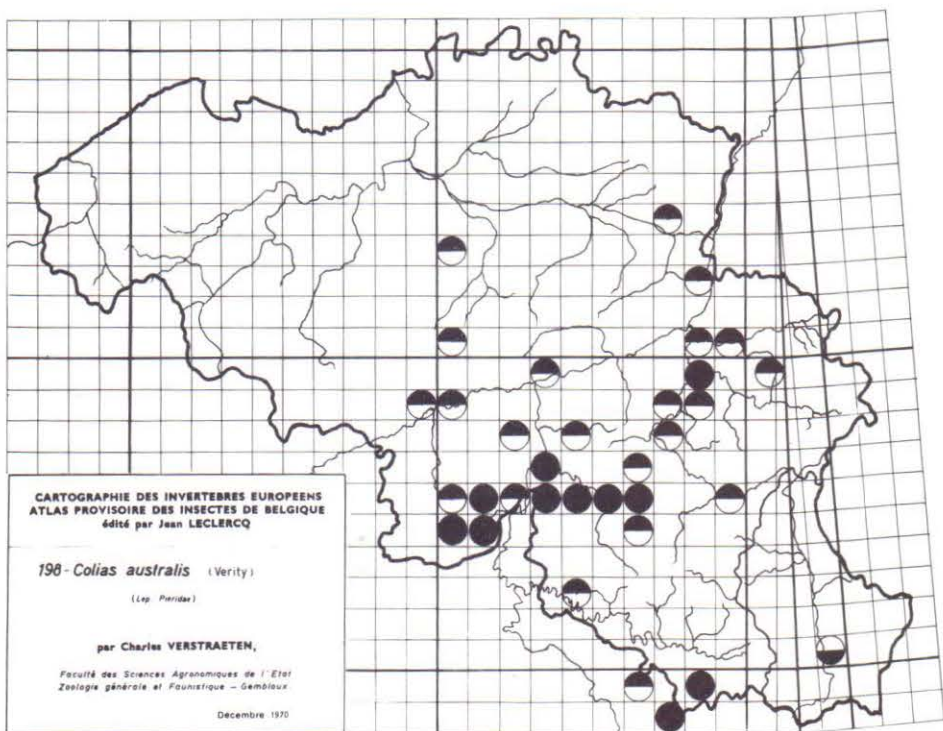 CARTOGRAPHIE DES INVERTEBRES EUROPEENS
ATLAS PROVISOIRE DES INSECTES DE BELGIQUE
édité par Jean LECLERCQ
198 - Colias australis (Verity)
(Lep. Pieridae)
par Charles VERSTRAETEN,
Faculté des Sciences Agronomiques de l'Etat
Zoologie générale et Faunistique – Gembloux.
Décembre 1970